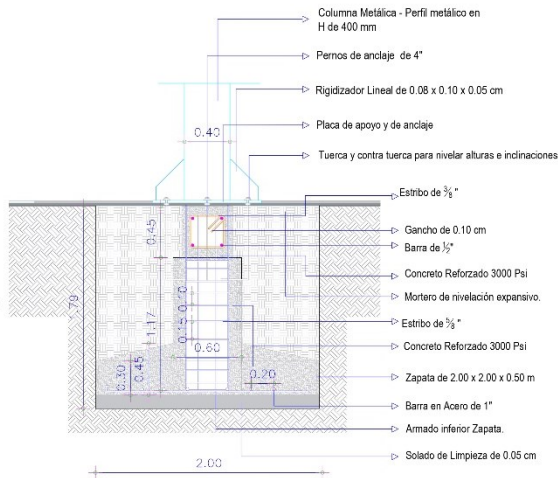 Columna Metálica - Perfil metálico en
H de 400 mm
Pernos de anclaje de 4"
Rigidizador Lineal de 0.08 x 0.10 x 0.05 cm
0.40
Placa de apoyo y de anclaje
Tuerca y contra tuerca para nivelar alturas e inclinaciones
Estribo de ⅜"
0.45
Gancho de 0.10 cm
Barra de ½"
Concreto Reforzado 3000 Psi
1.79
0.10
Mortero de nivelación expansivo.
0.15
Estribo de ⅝"
1.17
0.60
Concreto Reforzado 3000 Psi
0.30
0.45
0.20
Zapata de 2.00 x 2.00 x 0.50 m
Barra en Acero de 1"
Armado inferior Zapata.
Solado de Limpieza de 0.05 cm
2.00